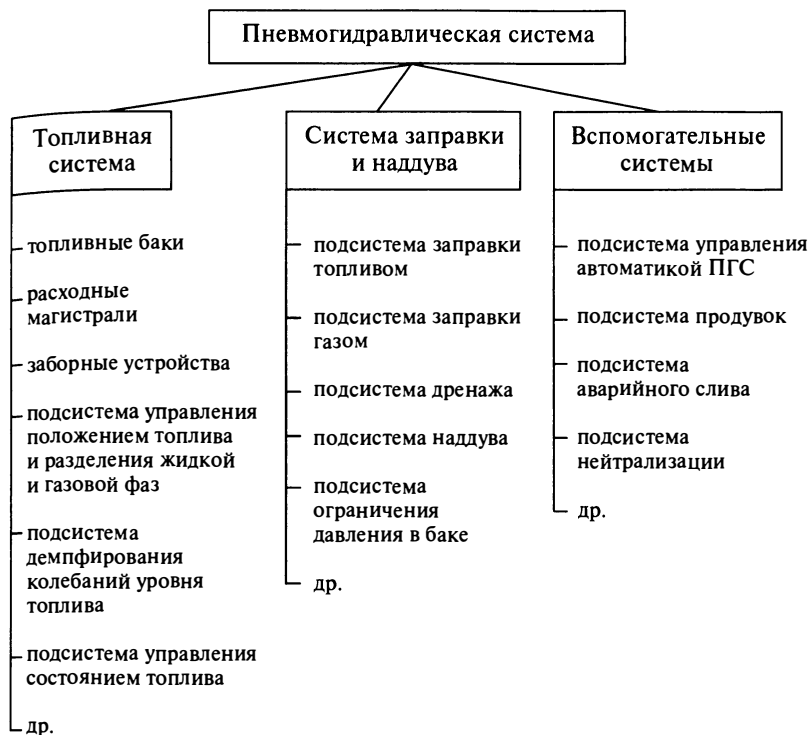 Пневмогидравлическая система
Топливная
система
топливные баки
расходные
магистрали
заборные устройства
подсистема управления
положением топлива
и разделения жидкой
и газовой фаз
подсистема
демпфирования
колебаний уровня
топлива
подсистема управления
состоянием топлива
др.
Система заправки
и наддува
подсистема заправки
топливом
подсистема заправки
газом
подсистема дренажа
подсистема наддува
подсистема
ограничения
давления в баке
др.
Вспомогательные
системы
подсистема управления
автоматикой ПГС
подсистема продувок
подсистема
аварийного слива
подсистема
нейтрализации
др.